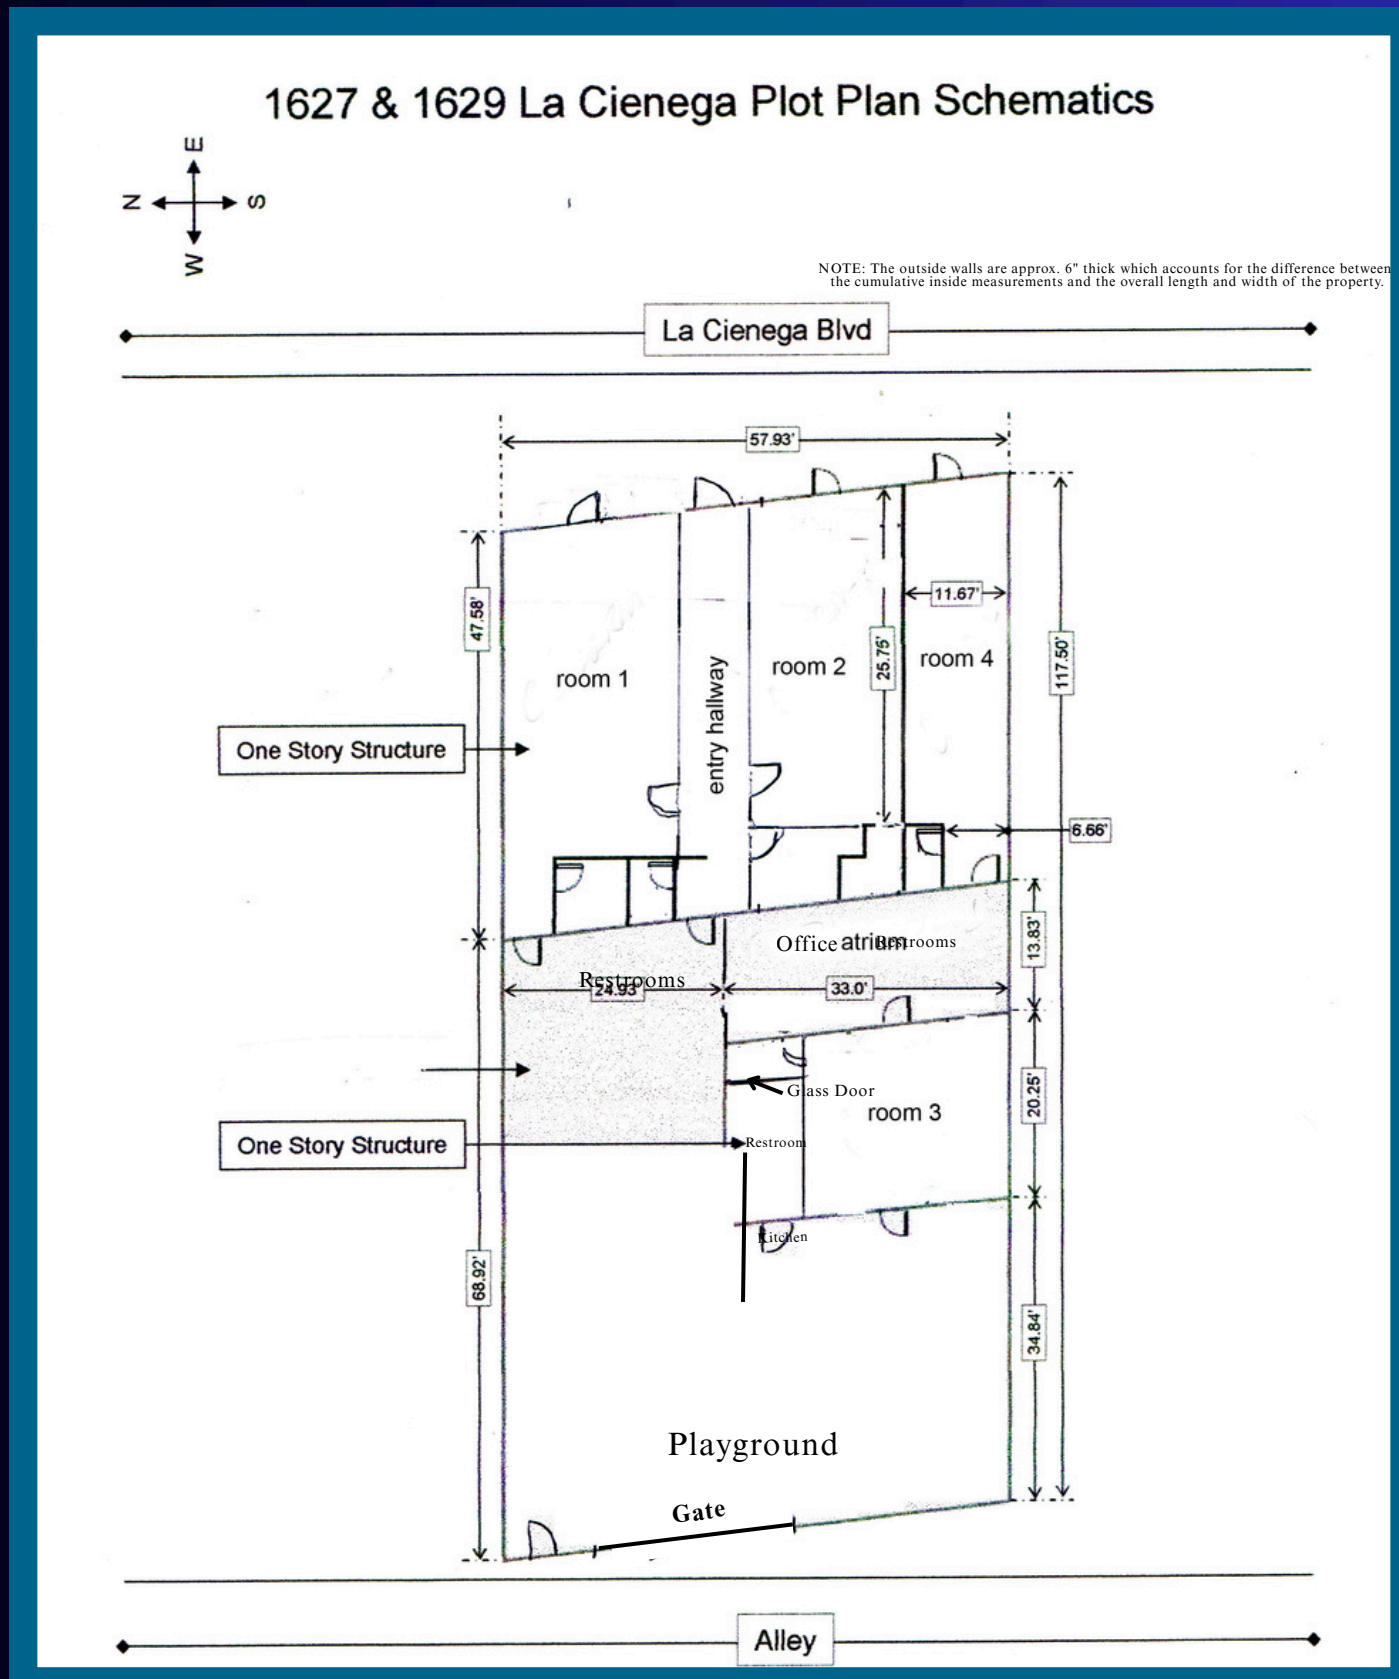 1627 & 1629 La Cienega Plot Plan Schematics
E
N
S
W
NOTE: The outside walls are approx. 6" thick which accounts for the difference between
the cumulative inside measurements and the overall length and width of the property.
La Cienega Blvd
57.93'
47.58'
11.67'
25.75'
117.50'
room 1
entry hallway
room 2
room 4
One Story Structure
6.66'
13.83'
Office atrium Restrooms
Restrooms
24.93'
33.0'
Glass Door
room 3
20.25'
One Story Structure
Restroom
Kitchen
68.92'
34.84'
Playground
Gate
Alley